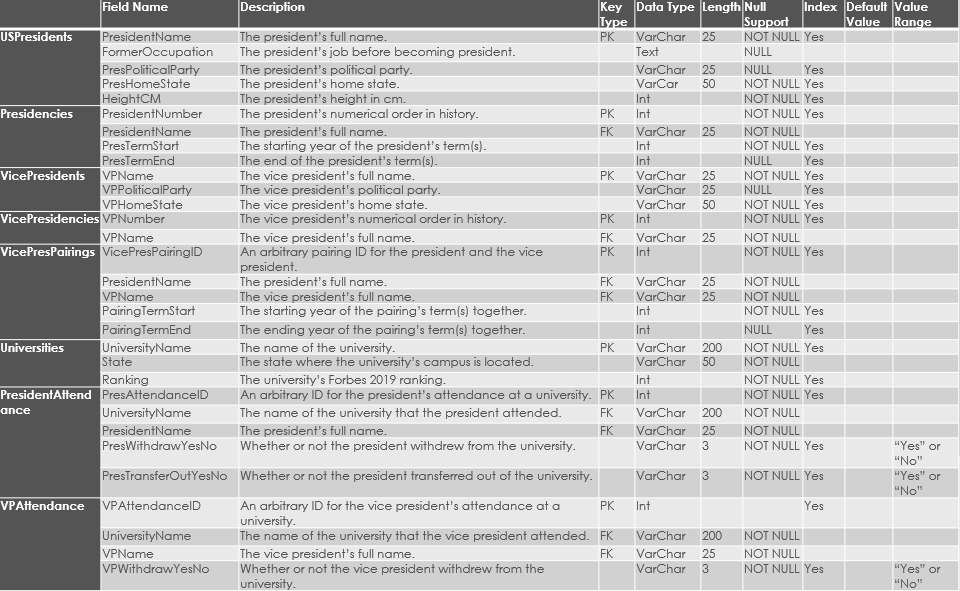 Field Name Description Key Type Data Type Length Null Support Index Default Value Value Range
USPresidents PresidentName The president's full name. PK VarChar 25 NOT NULL Yes
FormerOccupation The president's job before becoming president. Text NULL
PresPoliticalParty The president's political party. VarChar 25 NULL Yes
PresHomeState The president's home state. VarCar 50 NOT NULL Yes
HeightCM The president's height in cm. Int NOT NULL Yes
Presidencies PresidentNumber The president's numerical order in history. PK Int NOT NULL Yes
PresidentName The president's full name. FK VarChar 25 NOT NULL
PresTermStart The starting year of the president's term(s). Int NOT NULL Yes
PresTermEnd The end of the president's term(s). Int NULL Yes
VicePresidents VPName The vice president's full name. PK VarChar 25 NOT NULL Yes
VPPoliticalParty The vice president's political party. VarChar 25 NULL Yes
VPHomeState The vice president's home state. VarChar 50 NOT NULL Yes
VicePresidencies VPNumber The vice president's numerical order in history. PK Int NOT NULL Yes
VPName The vice president's full name. FK VarChar 25 NOT NULL
VicePresPairings VicePresPairingID An arbitrary pairing ID for the president and the vice PK Int NOT NULL Yes
president.
PresidentName The president's full name. FK VarChar 25 NOT NULL
VPName The vice president's full name. FK VarChar 25 NOT NULL
PairingTermStart The starting year of the pairing's term(s) together. Int NOT NULL Yes
PairingTermEnd The ending year of the pairing's term(s) together. Int NULL Yes
Universities UniversityName The name of the university. PK VarChar 200 NOT NULL Yes
State The state where the university's campus is located. VarChar 50 NOT NULL
Ranking The university's Forbes 2019 ranking. Int NOT NULL Yes
PresidentAttend PresAttendanceID An arbitrary ID for the president's attendance at a university. PK Int NOT NULL Yes
ance UniversityName The name of the university that the president attended. FK VarChar 200 NOT NULL
PresidentName The president's full name. FK VarChar 25 NOT NULL
PresWithdrawYesNo Whether or not the president withdrew from the university. VarChar 3 NOT NULL Yes "Yes" or
"No"
PresTransferOutYesNo Whether or not the president transferred out of the university. VarChar 3 NOT NULL Yes "Yes" or
"No"
VPAttendance VPAttendanceID An arbitrary ID for the vice president's attendance at a PK Int Yes
university.
UniversityName The name of the university that the vice president attended. FK VarChar 200 NOT NULL
VPName The vice president's full name. FK VarChar 25 NOT NULL
VPWithdrawYesNo Whether or not the vice president withdrew from the VarChar 3 NOT NULL Yes "Yes" or
university. "No"